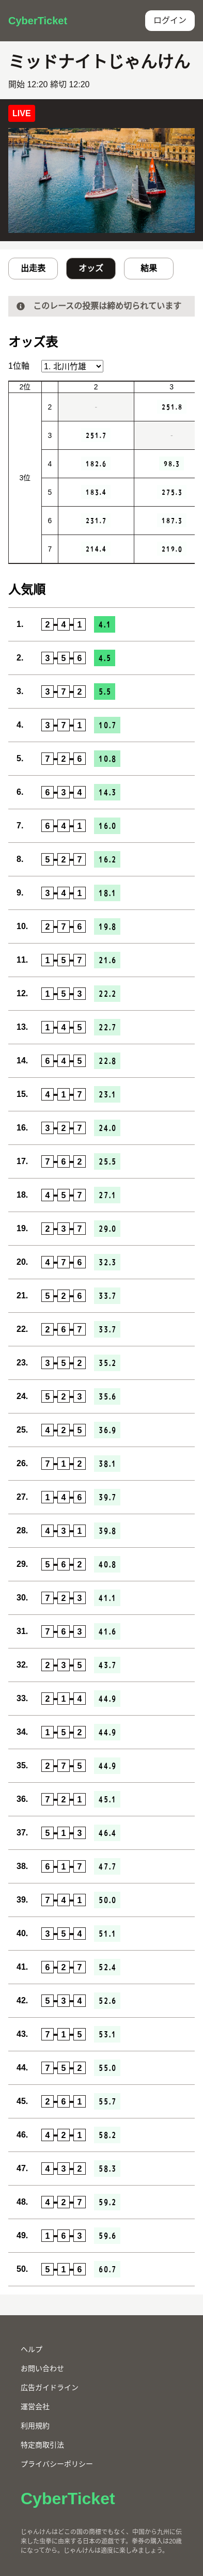 CyberTicket
ログイン
ミッドナイトじゃんけん
開始 12:20 締切 12:20
LIVE
出走表 オッズ 結果
このレースの投票は締め切られています
オッズ表
1位軸 1. 北川竹雄
2位 2 3
3位
2 - 251.8
3 251.7 -
4 182.6 98.3
5 183.4 275.3
6 231.7 187.3
7 214.4 219.0
人気順
1. 2-4-1 4.1
2. 3-5-6 4.5
3. 3-7-2 5.5
4. 3-7-1 10.7
5. 7-2-6 10.8
6. 6-3-4 14.3
7. 6-4-1 16.0
8. 5-2-7 16.2
9. 3-4-1 18.1
10. 2-7-6 19.8
11. 1-5-7 21.6
12. 1-5-3 22.2
13. 1-4-5 22.7
14. 6-4-5 22.8
15. 4-1-7 23.1
16. 3-2-7 24.0
17. 7-6-2 25.5
18. 4-5-7 27.1
19. 2-3-7 29.0
20. 4-7-6 32.3
21. 5-2-6 33.7
22. 2-6-7 33.7
23. 3-5-2 35.2
24. 5-2-3 35.6
25. 4-2-5 36.9
26. 7-1-2 38.1
27. 1-4-6 39.7
28. 4-3-1 39.8
29. 5-6-2 40.8
30. 7-2-3 41.1
31. 7-6-3 41.6
32. 2-3-5 43.7
33. 2-1-4 44.9
34. 1-5-2 44.9
35. 2-7-5 44.9
36. 7-2-1 45.1
37. 5-1-3 46.4
38. 6-1-7 47.7
39. 7-4-1 50.0
40. 3-5-4 51.1
41. 6-2-7 52.4
42. 5-3-4 52.6
43. 7-1-5 53.1
44. 7-5-2 55.0
45. 2-6-1 55.7
46. 4-2-1 58.2
47. 4-3-2 58.3
48. 4-2-7 59.2
49. 1-6-3 59.6
50. 5-1-6 60.7
ヘルプ
お問い合わせ
広告ガイドライン
運営会社
利用規約
特定商取引法
プライバシーポリシー
CyberTicket
じゃんけんはどこの国の商標でもなく、中国から九州に伝
来した虫拳に由来する日本の遊戯です。拳券の購入は20歳
になってから。じゃんけんは適度に楽しみましょう。